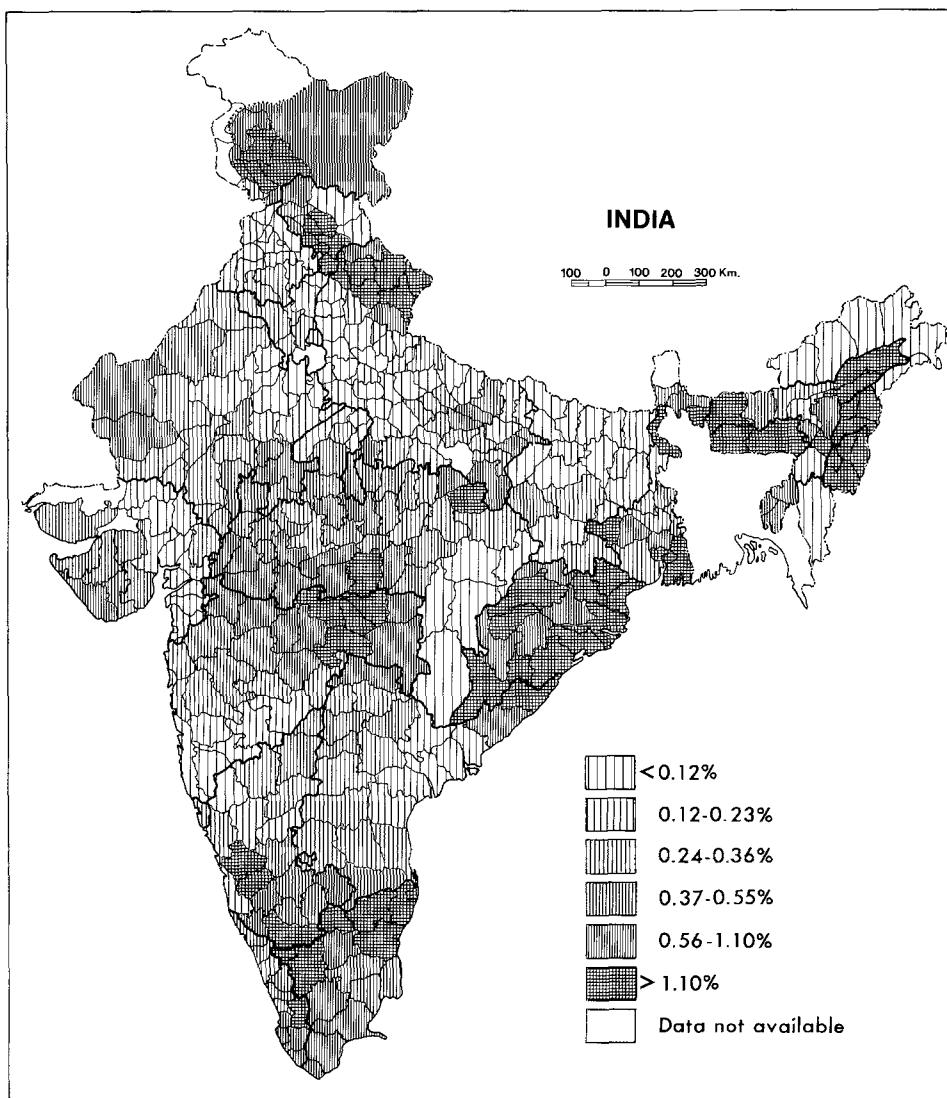 INDIA
100 0 100 200 300 Km.
< 0.12%
0.12-0.23%
0.24-0.36%
0.37-0.55%
0.56-1.10%
> 1.10%
Data not available